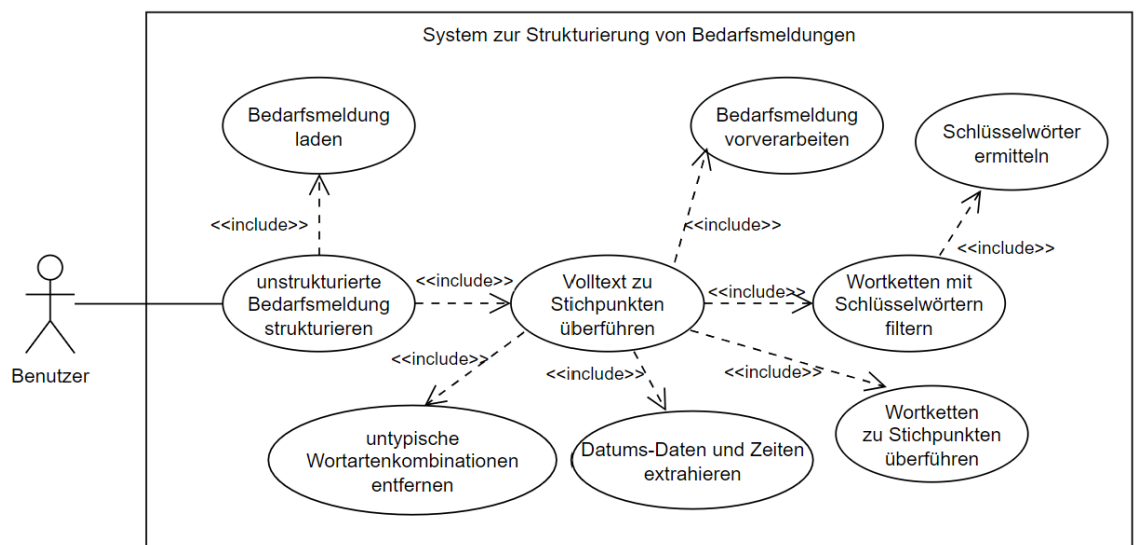 System zur Strukturierung von Bedarfsmeldungen
Bedarfsmeldung
laden
Bedarfsmeldung
vorverarbeiten
Schlüsselwörter
ermitteln
<<include>>
<<include>>
<<include>>
unstrukturierte
Bedarfsmeldung
strukturieren
<<include>>
Volltext zu
Stichpunkten
überführen
<<include>>
Wortketten mit
Schlüsselwörtern
filtern
Benutzer
<<include>>
<<include>>
<<include>>
untypische
Wortartenkombinationen
entfernen
Datums-Daten und Zeiten
extrahieren
Wortketten
zu Stichpunkten
überführen